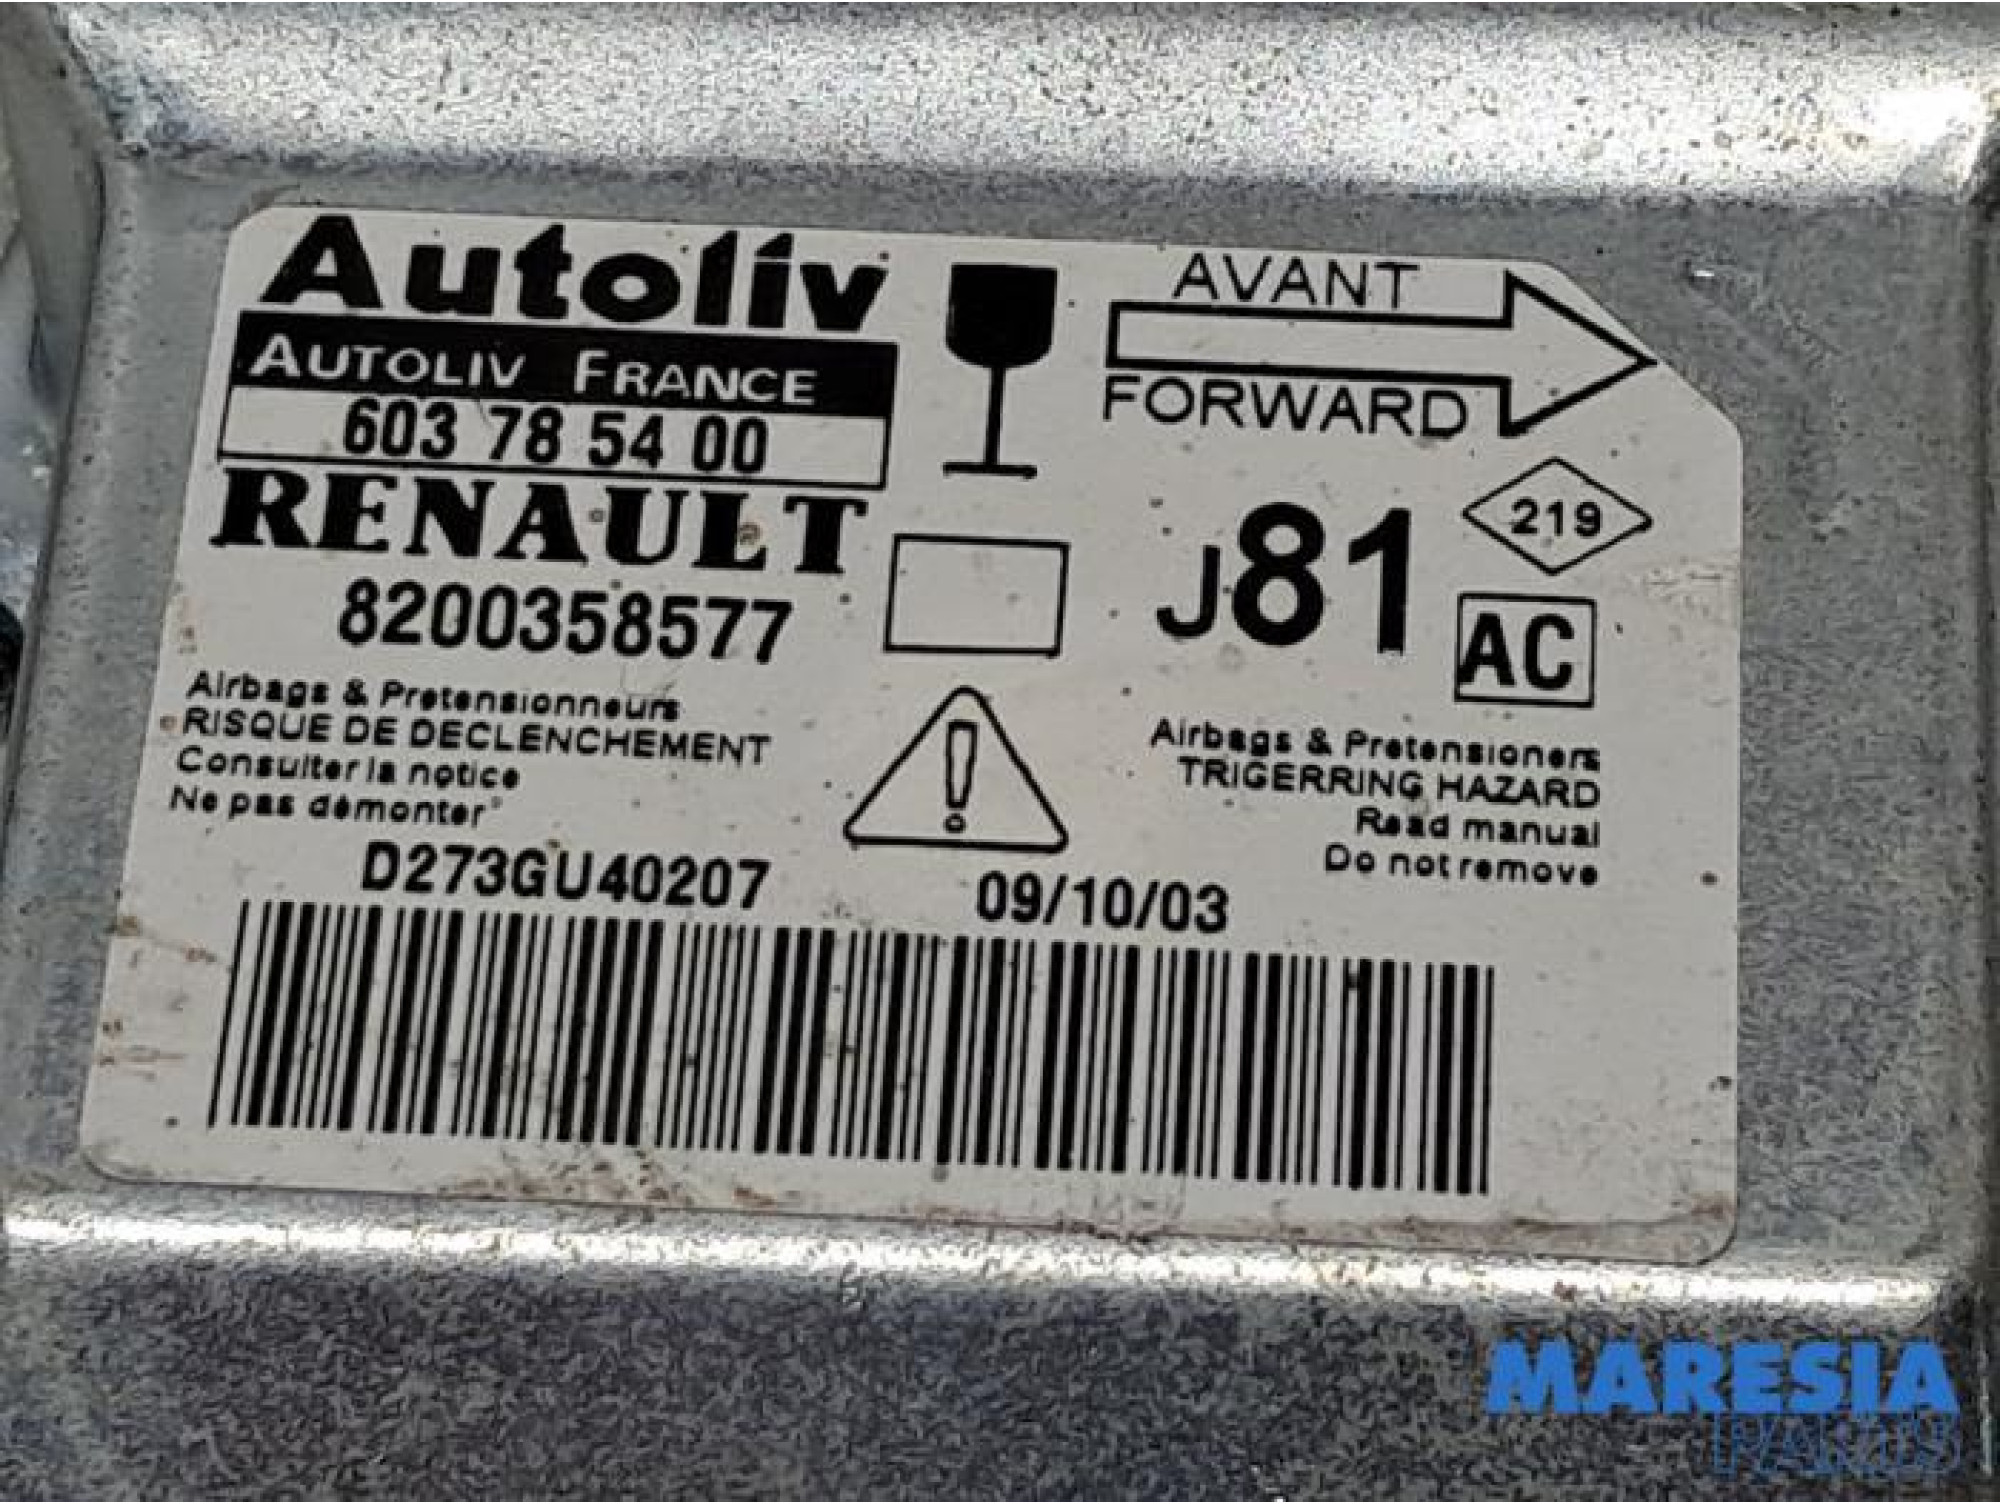 Autoliv
AUTOLIV FRANCE
603 78 54 00
RENAULT
8200358577
Airbags & Pretensionneurs
RISQUE DE DECLENCHEMENT
Consulter la notice
Ne pas démonter
AVANT
FORWARD
219
J81
AC
Airbags & Pretensioners
TRIGERRING HAZARD
Read manual
Do not remove
D273GU40207
09/10/03
MARESIA
PARTS